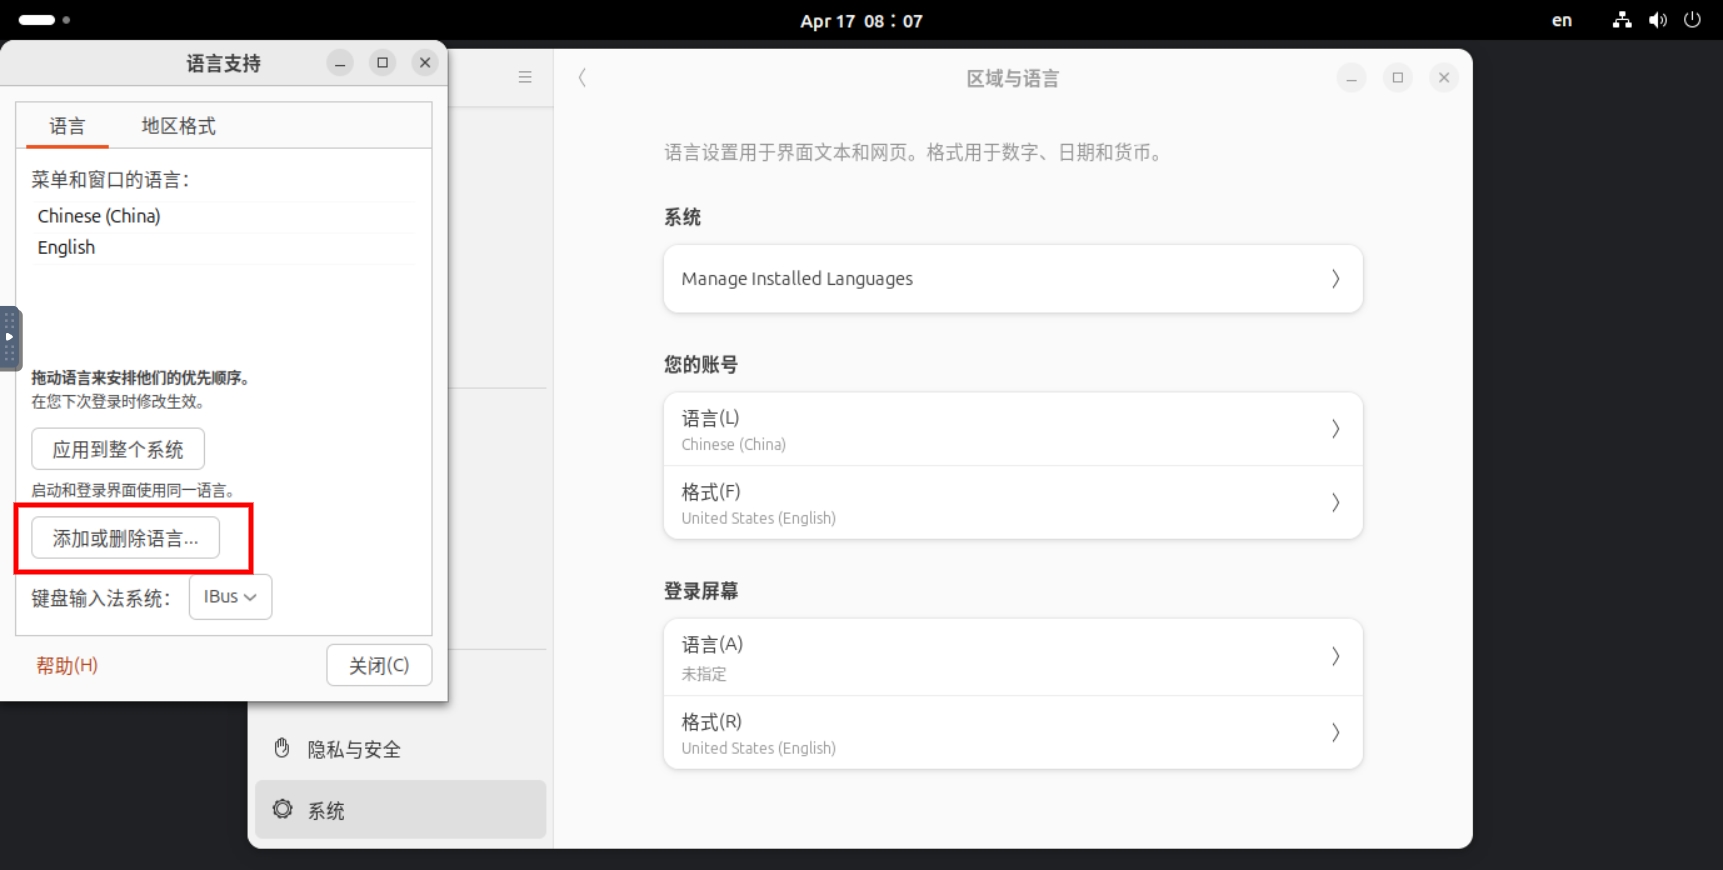 Apr 17 08：07
en
语言支持
语言
地区格式
菜单和窗口的语言：
Chinese (China)
English
拖动语言来安排他们的优先顺序。
在您下次登录时修改生效。
应用到整个系统
启动和登录界面使用同一语言。
添加或删除语言...
键盘输入法系统：
IBus
帮助(H)
关闭(C)
隐私与安全
系统
区域与语言
语言设置用于界面文本和网页。格式用于数字、日期和货币。
系统
Manage Installed Languages
您的账号
语言(L)
Chinese (China)
格式(F)
United States (English)
登录屏幕
语言(A)
未指定
格式(R)
United States (English)